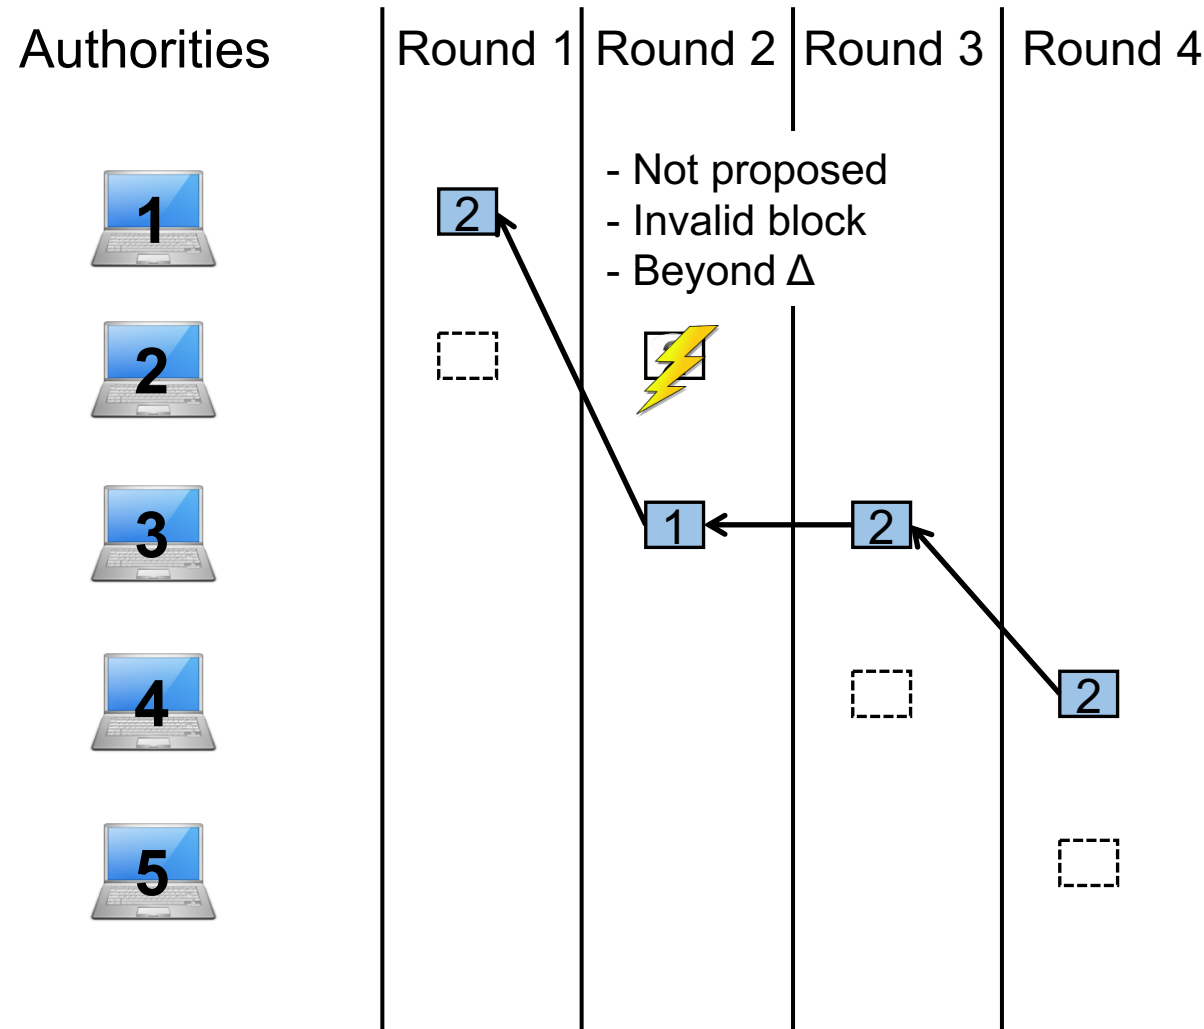 Authorities Round 1 Round 2 Round 3 Round 4
- Not proposed
- Invalid block
- Beyond Δ
1 2
2
3 1 2
4 2
5